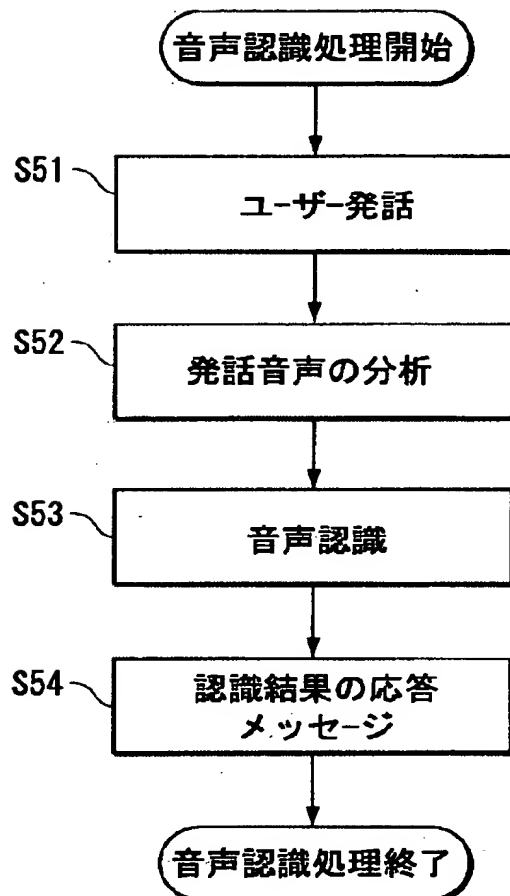 音声認識処理開始
S51
ユーザー発話
S52
発話音声の分析
S53
音声認識
S54
認識結果の応答
メッセージ
音声認識処理終了